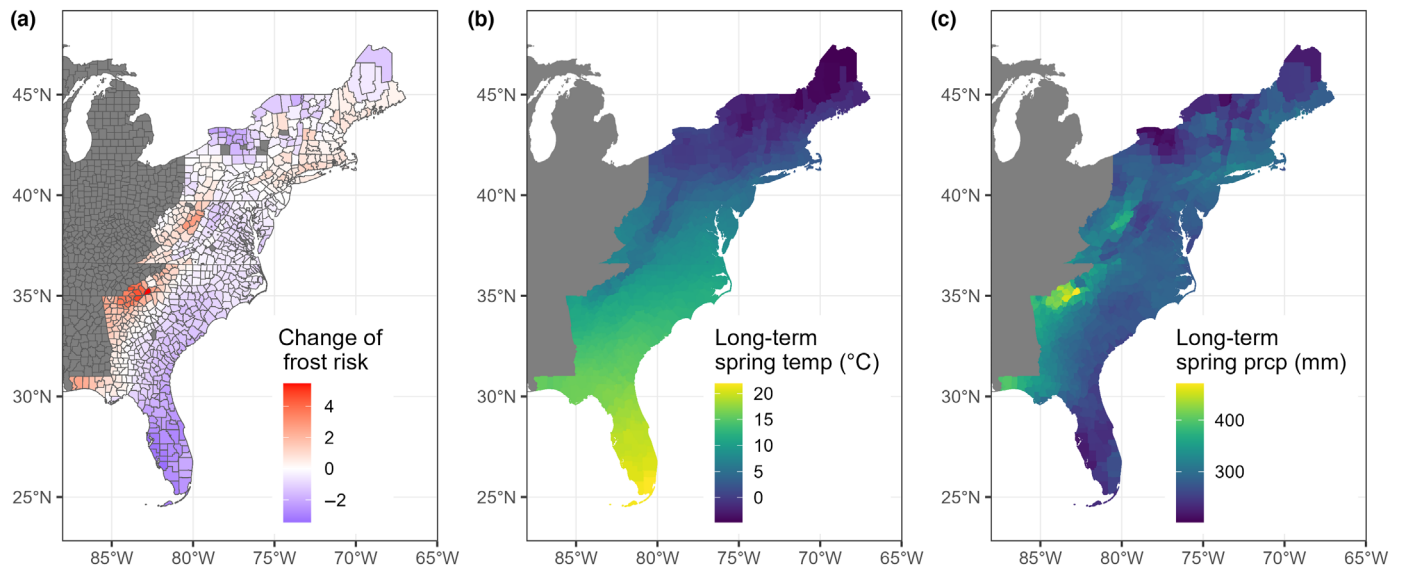 (a)
45°N
40°N
35°N
30°N
25°N
85°W
80°W
75°W
70°W
65°W
Change of
frost risk
4
2
0
–2
(b)
45°N
40°N
35°N
30°N
25°N
85°W
80°W
75°W
70°W
65°W
Long-term
spring temp (°C)
20
15
10
5
0
(c)
45°N
40°N
35°N
30°N
25°N
85°W
80°W
75°W
70°W
65°W
Long-term
spring prcp (mm)
400
300